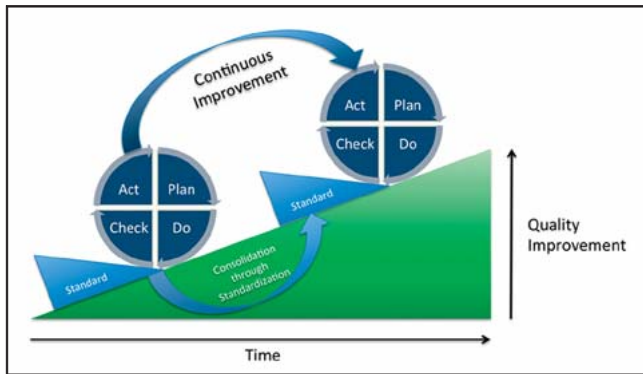 Continuous
Improvement
Act Plan
Check Do
Act Plan
Check Do
Standard
Standard
Consolidation
through
Standardization
Quality
Improvement
Time